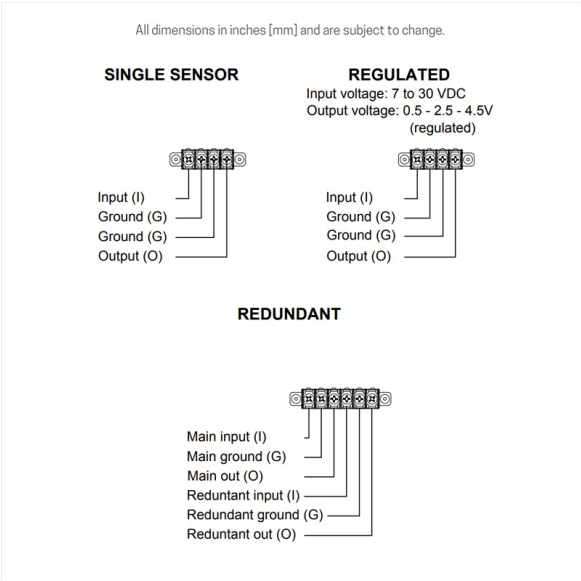 All dimensions in inches [mm] and are subject to change.
SINGLE SENSOR
Input (I)
Ground (G)
Ground (G)
Output (O)
REGULATED
Input voltage: 7 to 30 VDC
Output voltage: 0.5 - 2.5 - 4.5V
(regulated)
Input (I)
Ground (G)
Ground (G)
Output (O)
REDUNDANT
Main input (I)
Main ground (G)
Main out (O)
Reduntant input (I)
Redundant ground (G)
Reduntant out (O)